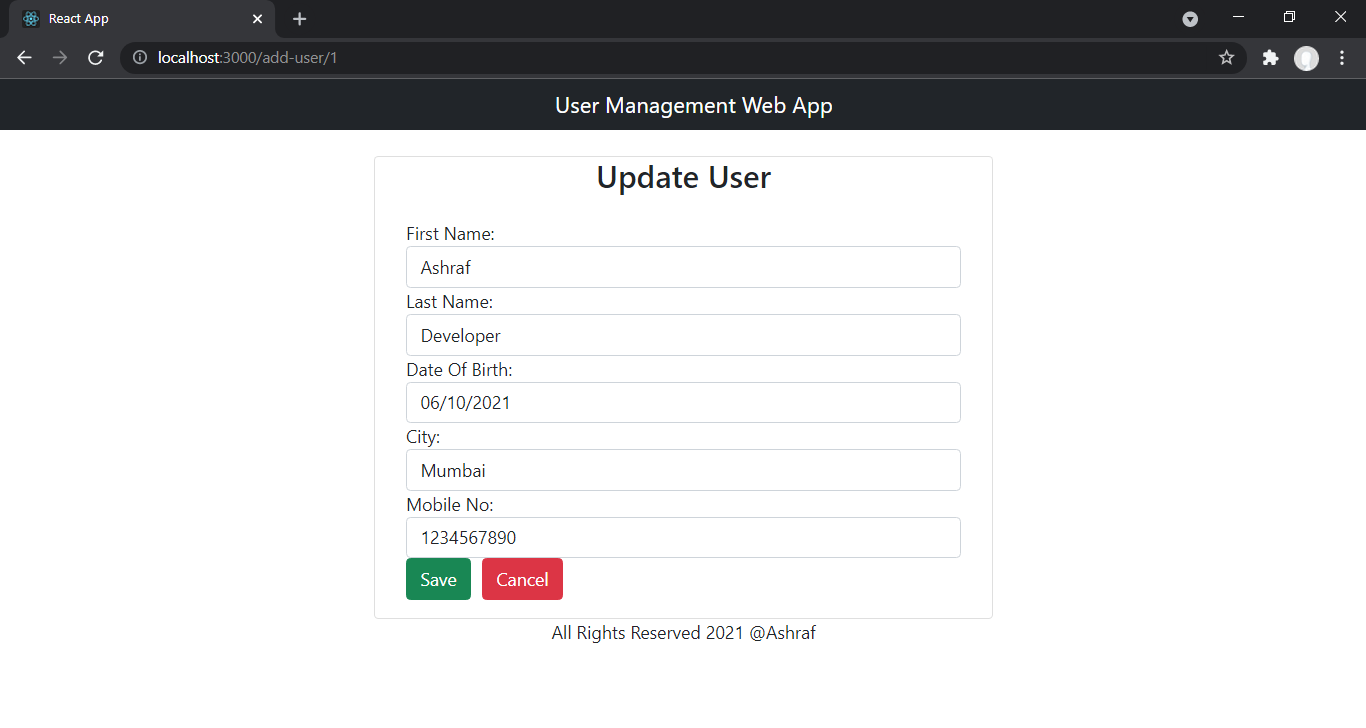 React App
localhost:3000/add-user/1
User Management Web App
Update User
First Name:
Ashraf
Last Name:
Developer
Date Of Birth:
06/10/2021
City:
Mumbai
Mobile No:
1234567890
Save Cancel
All Rights Reserved 2021 @Ashraf